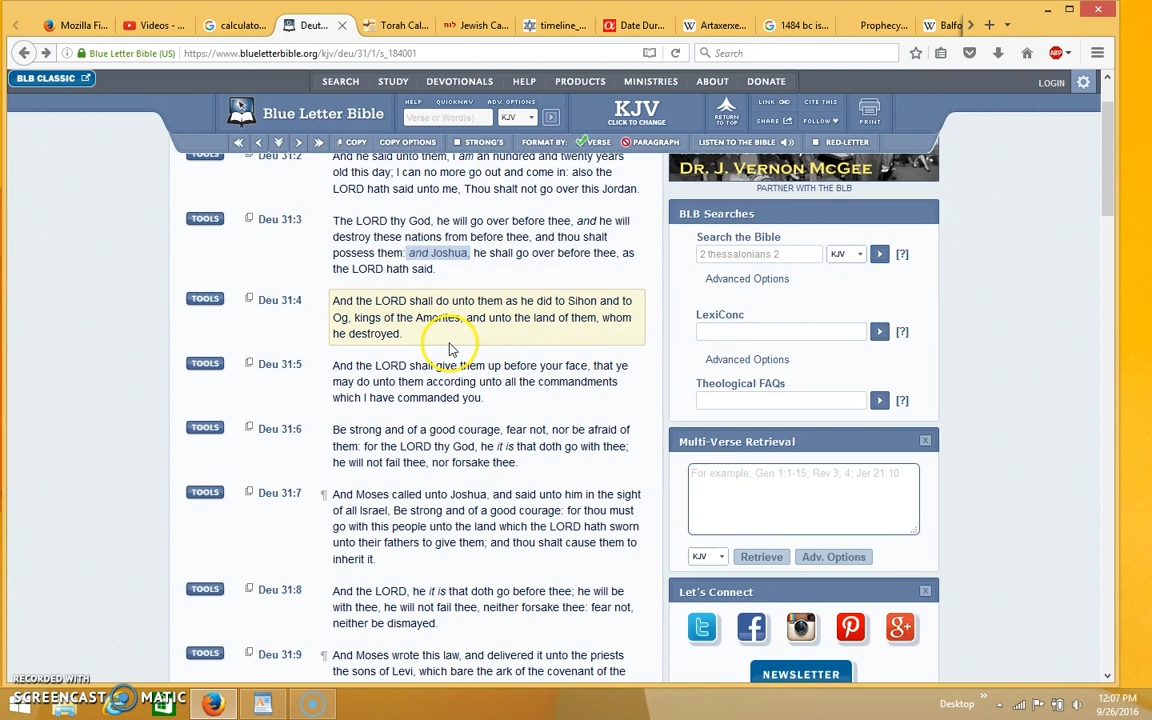 Mozilla Fi...
Videos - ...
calculato...
Deut...
Torah Cal...
Jewish Ca...
timeline_...
Date Dur...
Artaxerxe...
1484 bc is...
Prophecy...
Balfo
Blue Letter Bible (US)
https://www.blueletterbible.org/kjv/deu/31/1/s_184001
Search
BLB CLASSIC
SEARCH STUDY DEVOTIONALS HELP PRODUCTS MINISTRIES ABOUT DONATE
LOGIN
Blue Letter Bible
HELP QUICKNAV ADV. OPTIONS
Verse or Word(s) KJV
KJV
CLICK TO CHANGE
RETURN
TO TOP
LINK CITE THIS
SHARE FOLLOW
PRINT
COPY COPY OPTIONS STRONG'S FORMAT BY: VERSE PARAGRAPH LISTEN TO THE BIBLE RED-LETTER
TOOLS Deu 31:2 And he said unto them, I am an hundred and twenty years
old this day; I can no more go out and come in: also the
LORD hath said unto me, Thou shalt not go over this Jordan.
TOOLS Deu 31:3 The LORD thy God, he will go over before thee, and he will
destroy these nations from before thee, and thou shalt
possess them: and Joshua, he shall go over before thee, as
the LORD hath said.
TOOLS Deu 31:4 And the LORD shall do unto them as he did to Sihon and to
Og, kings of the Amorites, and unto the land of them, whom
he destroyed.
TOOLS Deu 31:5 And the LORD shall give them up before your face, that ye
may do unto them according unto all the commandments
which I have commanded you.
TOOLS Deu 31:6 Be strong and of a good courage, fear not, nor be afraid of
them: for the LORD thy God, he it is that doth go with thee;
he will not fail thee, nor forsake thee.
TOOLS Deu 31:7 ¶ And Moses called unto Joshua, and said unto him in the sight
of all Israel, Be strong and of a good courage: for thou must
go with this people unto the land which the LORD hath sworn
unto their fathers to give them; and thou shalt cause them to
inherit it.
TOOLS Deu 31:8 And the LORD, he it is that doth go before thee; he will be
with thee, he will not fail thee, neither forsake thee: fear not,
neither be dismayed.
TOOLS Deu 31:9 ¶ And Moses wrote this law, and delivered it unto the priests
the sons of Levi, which bare the ark of the covenant of the
DR. J. VERNON MCGEE
PARTNER WITH THE BLB
BLB Searches
Search the Bible
2 thessalonians 2 KJV [?]
Advanced Options
LexiConc
[?]
Advanced Options
Theological FAQs
[?]
Multi-Verse Retrieval
For example: Gen 1:1-15; Rev 3; 4; Jer 21:10
KJV Retrieve Adv. Options
Let's Connect
NEWSLETTER
RECORDED WITH
SCREENCAST MATIC
Desktop
12:07 PM
9/26/2016